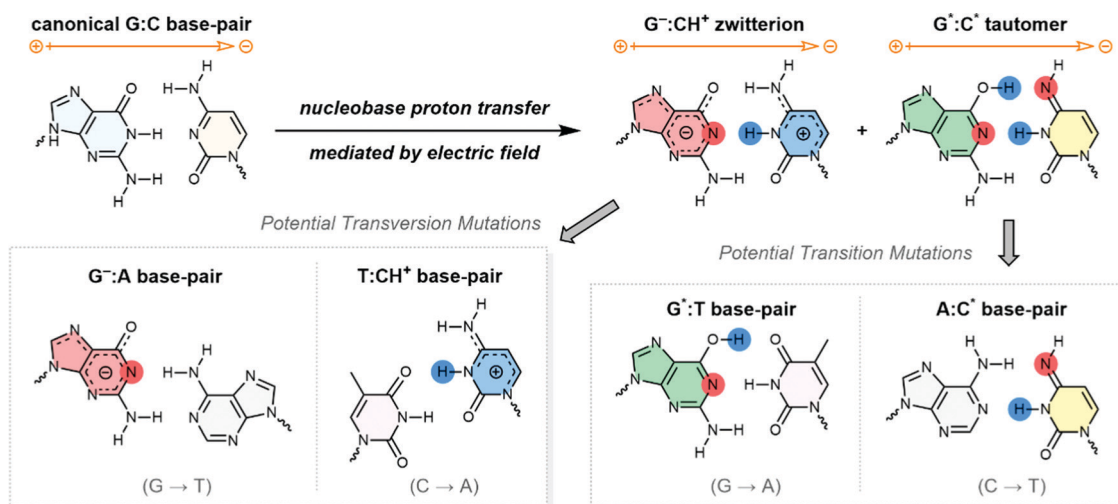 canonical G:C base-pair
G⁻:CH⁺ zwitterion
G*:C* tautomer
⊕ ⊖
⊕ ⊖
⊕ ⊖
N
O
H
N
H
N-H
N
N-H
H
H
H-N
N
N
O
nucleobase proton transfer
mediated by electric field
N
O
N
⊖
N
N
N
N-H
H
H
H-N
H-N
⊕
N
O
+
N
O-H
N
N
N
N
N-H
H
H
N
H-N
N
O
Potential Transversion Mutations
Potential Transition Mutations
G⁻:A base-pair
T:CH⁺ base-pair
G*:T base-pair
A:C* base-pair
N
O
N
⊖
N
N
N
N-H
H
H
H-N
N
N
N
N
O
N-H
N
O
H
H-N
H-N
⊕
O
N
N
O-H
N
N
N
N
N-H
H
O
H-N
N
O
N
H
N-H
N
N
N
H
N
H-N
N
O
(G → T)
(C → A)
(G → A)
(C → T)